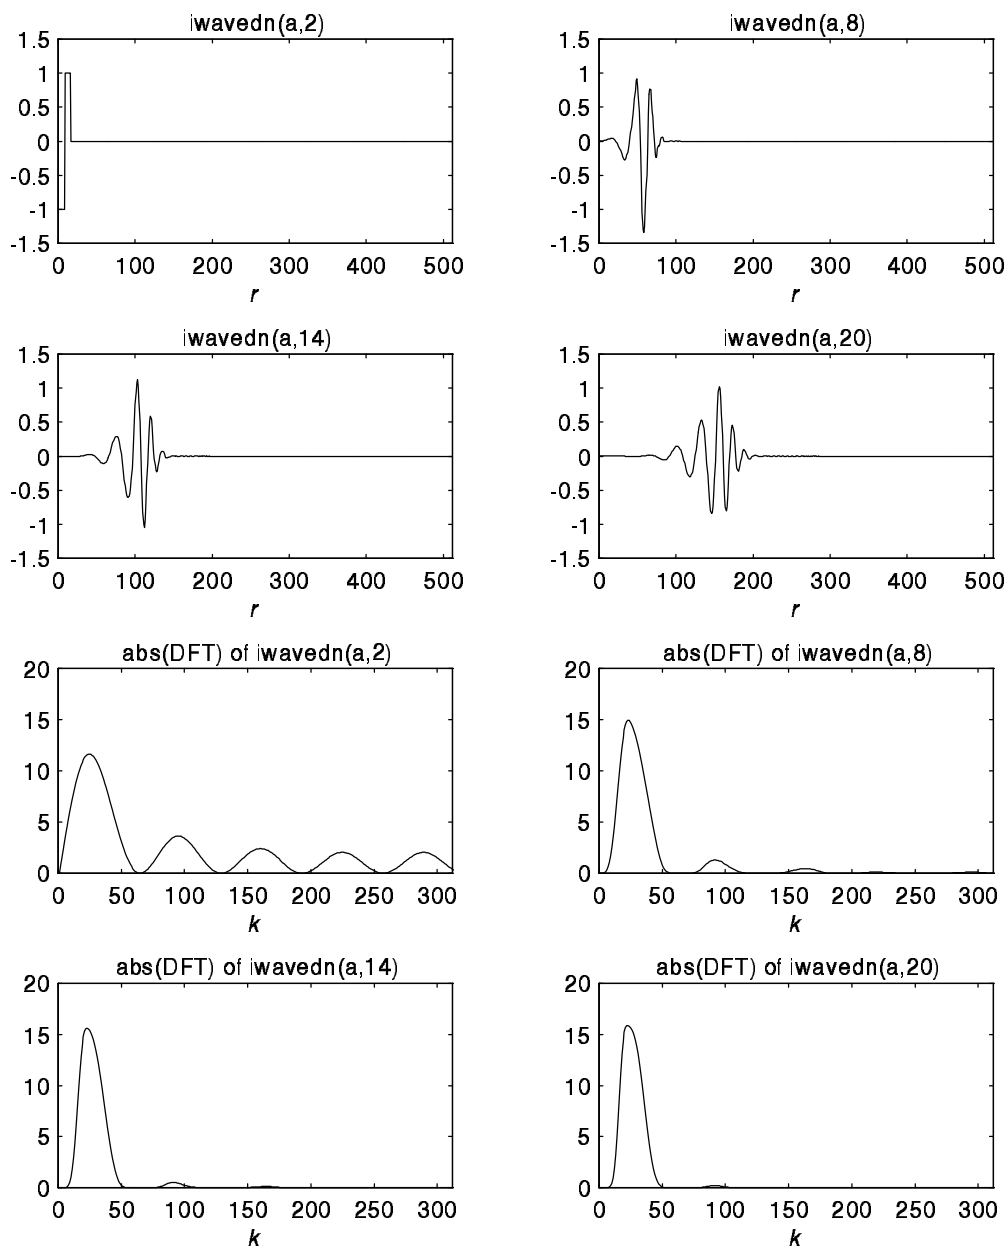 iwavedn(a,2)
1.5
1
0.5
0
-0.5
-1
-1.5
0 100 200 300 400 500
r
iwavedn(a,8)
1.5
1
0.5
0
-0.5
-1
-1.5
0 100 200 300 400 500
r
iwavedn(a,14)
1.5
1
0.5
0
-0.5
-1
-1.5
0 100 200 300 400 500
r
iwavedn(a,20)
1.5
1
0.5
0
-0.5
-1
-1.5
0 100 200 300 400 500
r
abs(DFT) of iwavedn(a,2)
20
15
10
5
0
0 50 100 150 200 250 300
k
abs(DFT) of iwavedn(a,8)
20
15
10
5
0
0 50 100 150 200 250 300
k
abs(DFT) of iwavedn(a,14)
20
15
10
5
0
0 50 100 150 200 250 300
k
abs(DFT) of iwavedn(a,20)
20
15
10
5
0
0 50 100 150 200 250 300
k